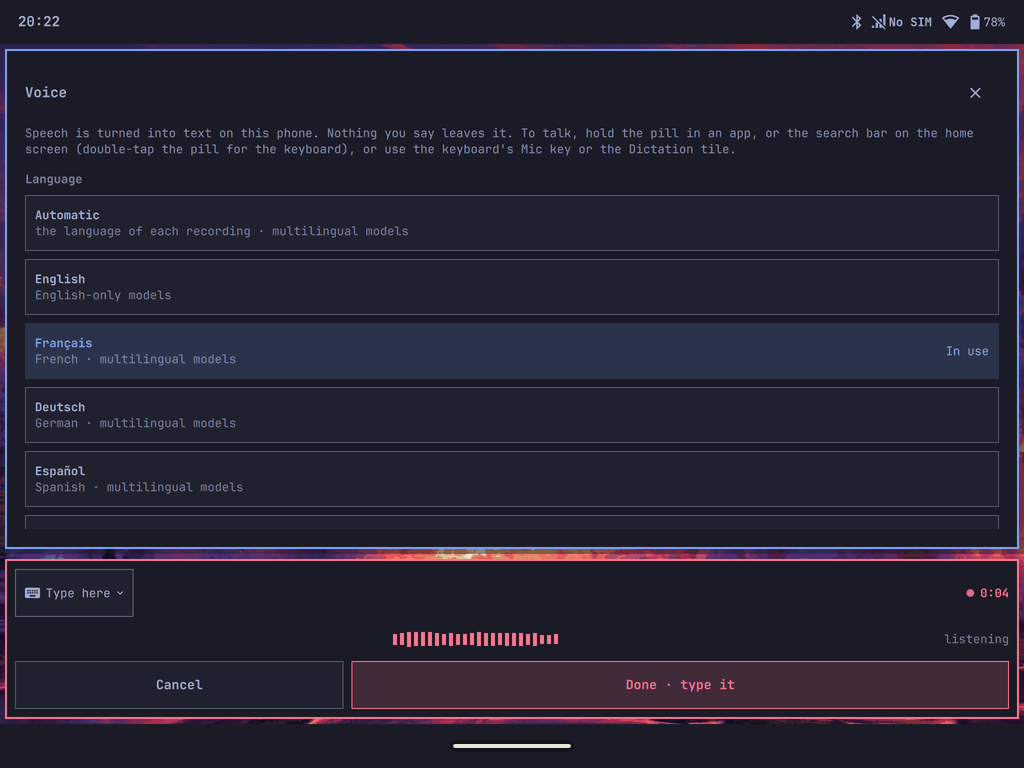 20:22
No SIM
78%
Voice
Speech is turned into text on this phone. Nothing you say leaves it. To talk, hold the pill in an app, or the search bar on the home
screen (double-tap the pill for the keyboard), or use the keyboard's Mic key or the Dictation tile.
Language
Automatic
the language of each recording · multilingual models
English
English-only models
Français
French · multilingual models
In use
Deutsch
German · multilingual models
Español
Spanish · multilingual models
Type here
0:04
listening
Cancel
Done · type it